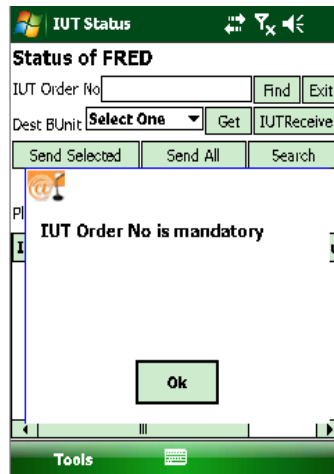 IUT Status
Status of FRED
IUT Order No
Find
Exit
Dest BUnit
Select One
Get
IUTReceive
Send Selected
Send All
Search
Pl
IUT Order No is mandatory
I
Ok
Tools